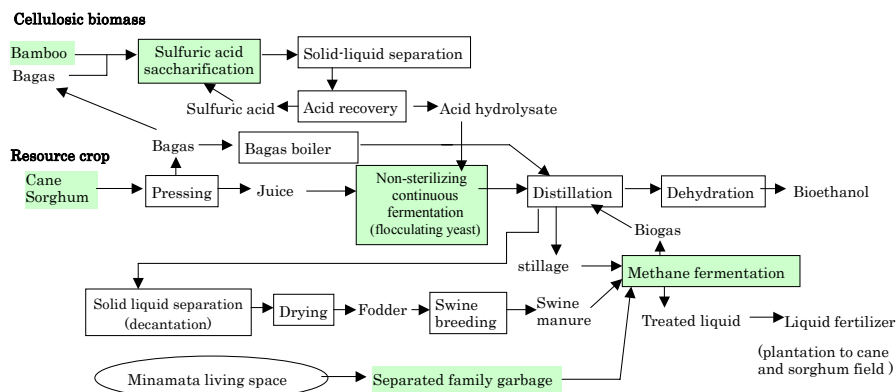 Cellulosic biomass
Bamboo
Bagas
Sulfuric acid
saccharification
Solid-liquid separation
Sulfuric acid
Acid recovery
Acid hydrolysate
Bagas
Bagas boiler
Resource crop
Cane
Sorghum
Pressing
Juice
Non-sterilizing
continuous
fermentation
(flocculating yeast)
Distillation
Dehydration
Bioethanol
Biogas
stillage
Methane fermentation
Solid liquid separation
(decantation)
Drying
Fodder
Swine
breeding
Swine
manure
Treated liquid
Liquid fertilizer
(plantation to cane
and sorghum field )
Minamata living space
Separated family garbage